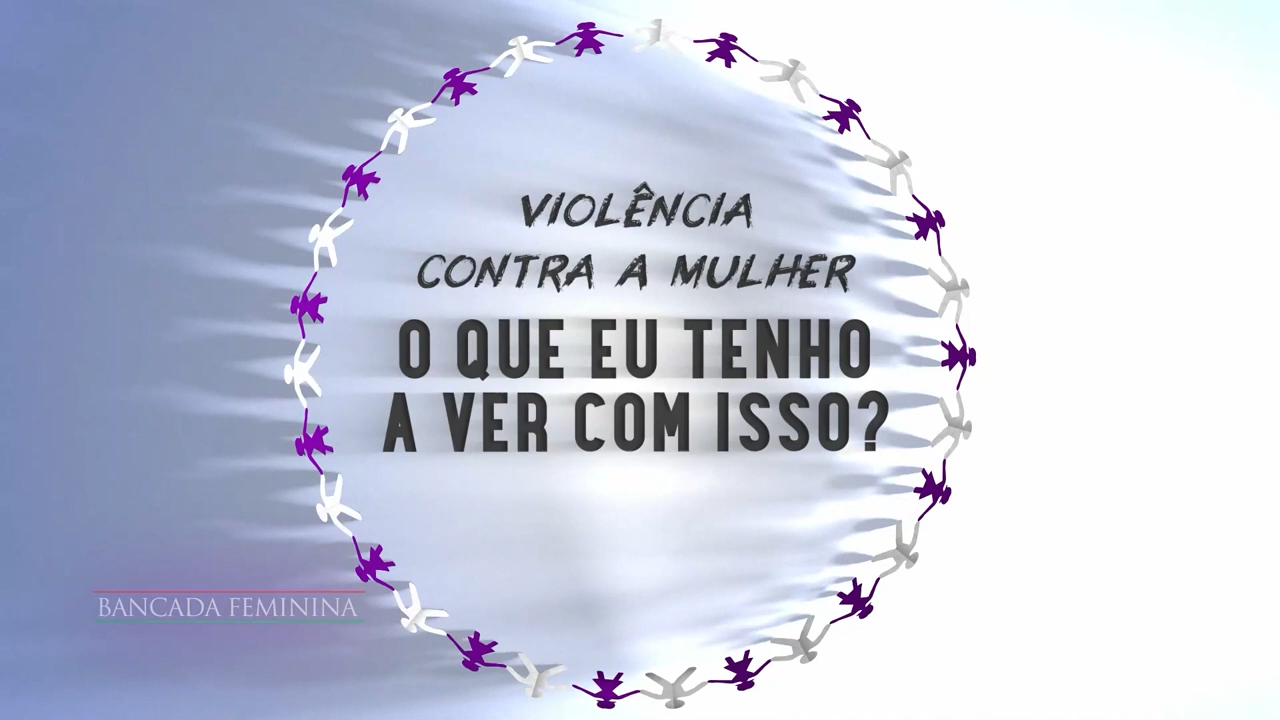 VIOLÊNCIA
CONTRA A MULHER
O QUE EU TENHO
A VER COM ISSO?
BANCADA FEMININA